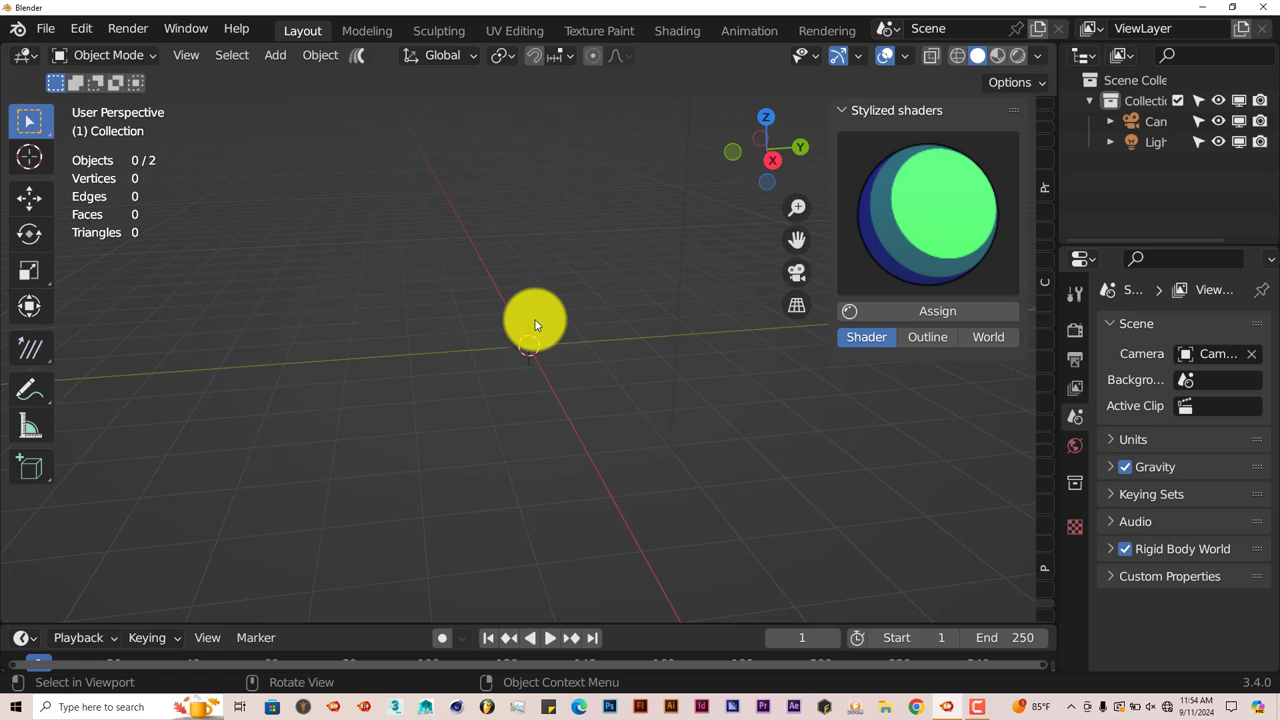 Blender
File Edit Render Window Help Layout Modeling Sculpting UV Editing Texture Paint Shading Animation Rendering Scene ViewLayer
Object Mode View Select Add Object Global
Options
User Perspective
(1) Collection
Objects 0 / 2
Vertices 0
Edges 0
Faces 0
Triangles 0
Z
Y
X
Stylized shaders
Assign
Shader Outline World
Pr
C
P
Scene Colle
Collecti
Can
Ligh
S... > View...
Scene
Camera Cam...
Backgro...
Active Clip
Units
Gravity
Keying Sets
Audio
Rigid Body World
Custom Properties
Playback Keying View Marker 1 Start 1 End 250
Select in Viewport Rotate View Object Context Menu 3.4.0
Type here to search 85°F 11:54 AM
9/11/2024